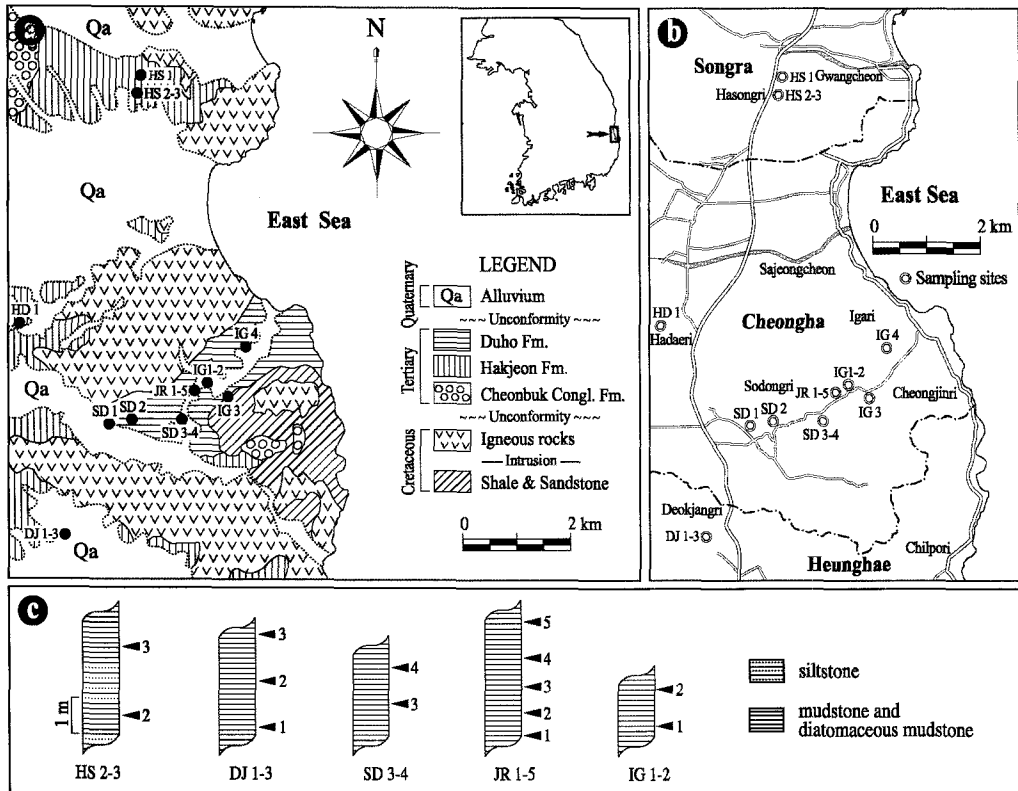 a
Qa
HS 1
HS 2-3
N
Qa
East Sea
HD 1
IG 4
IG1-2
JR 1-5
IG 3
Qa
SD 1
SD 2
SD 3-4
DJ 1-3
Qa
LEGEND
Quaternary
Qa Alluvium
~~~ Unconformity ~~~
Tertiary
Duho Fm.
Hakjeon Fm.
Cheonbuk Congl. Fm.
~~~ Unconformity ~~~
Cretaceous
Igneous rocks
— Intrusion —
Shale & Sandstone
0 2 km
b
Songra
HS 1
Gwangcheon
Hasongri
HS 2-3
East Sea
0 2 km
Sampling sites
Sajeongcheon
HD 1
Hadaeri
Cheongha
Igari
IG 4
IG1-2
Sodongri
JR 1-5
Cheongjinri
IG 3
SD 1
SD 2
SD 3-4
Deokjangri
DJ 1-3
Chilpori
Heunghae
c
1 m
3
2
HS 2-3
3
2
1
DJ 1-3
4
3
SD 3-4
5
4
3
2
1
JR 1-5
2
1
IG 1-2
siltstone
mudstone and
diatomaceous mudstone